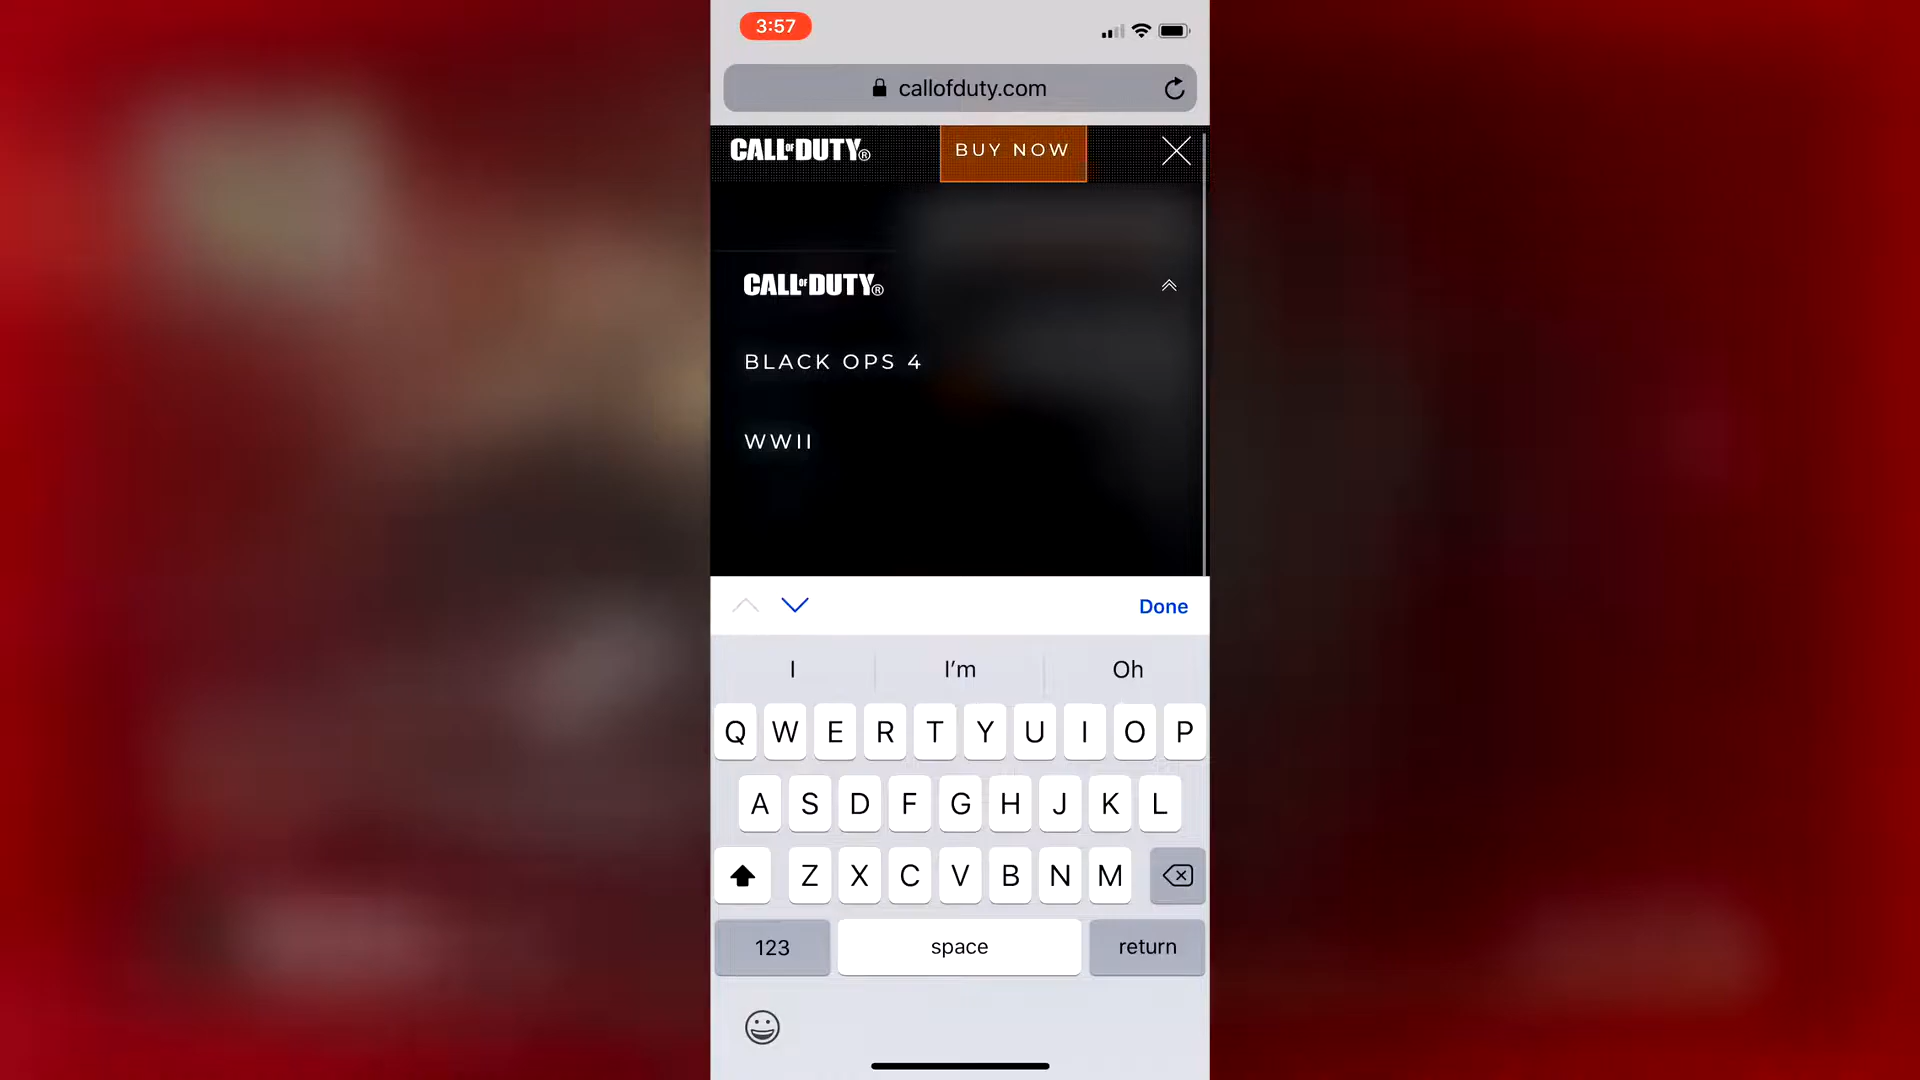 3:57
callofduty.com
CALL OF DUTY®
BUY NOW
CALL OF DUTY®
BLACK OPS 4
WWII
Done
I
I'm
Oh
Q W E R T Y U I O P
A S D F G H J K L
Z X C V B N M
123
space
return